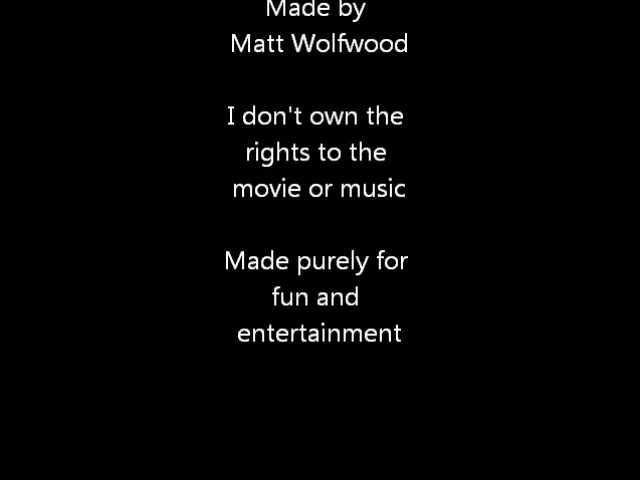 Made by
Matt Wolfwood
I don't own the
rights to the
movie or music
Made purely for
fun and
entertainment